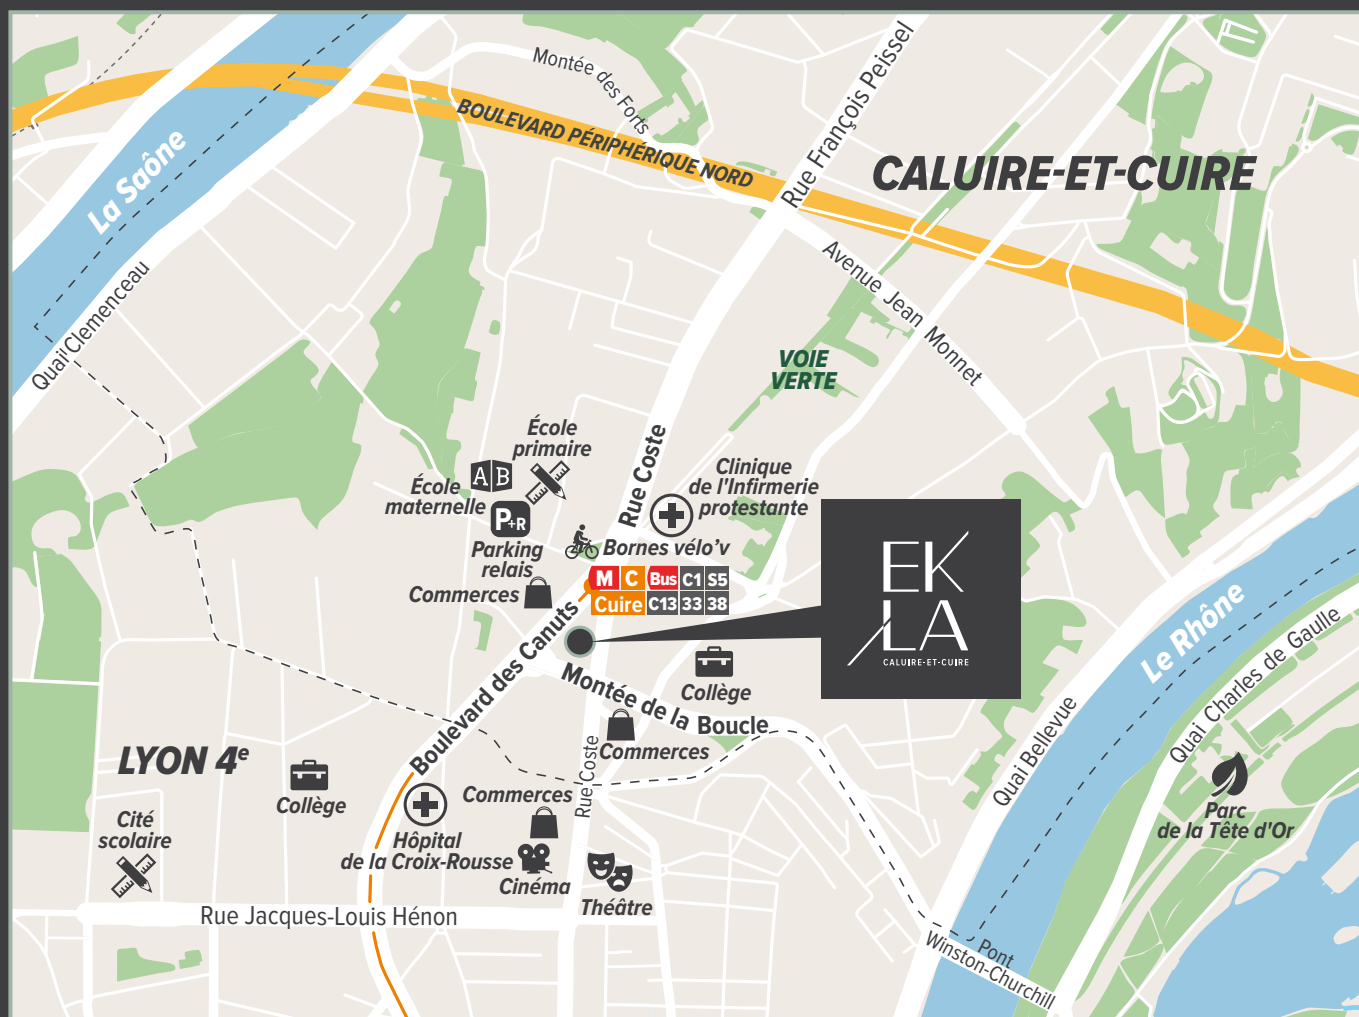 Montée des Forts
Rue François Peissel
BOULEVARD PÉRIPHÉRIQUE NORD
La Saône
CALUIRE-ET-CUIRE
Quai Clemenceau
Avenue Jean Monnet
VOIE
VERTE
École
primaire
A B
École
maternelle
Rue Coste
Clinique
de l'Infirmerie
protestante
P+R
Parking
relais
Bornes vélo'v
Commerces
M C Bus C1 S5
Cuire C13 33 38
EK
LA
CALUIRE-ET-CUIRE
Boulevard des Canuts
Montée de la Boucle
Collège
Commerces
Le Rhône
Quai Charles de Gaulle
Quai Bellevue
LYON 4e
Collège
Rue Coste
Commerces
Parc
de la Tête d'Or
Cité
scolaire
Hôpital
de la Croix-Rousse
Cinéma
Théâtre
Rue Jacques-Louis Hénon
Pont
Winston-Churchill